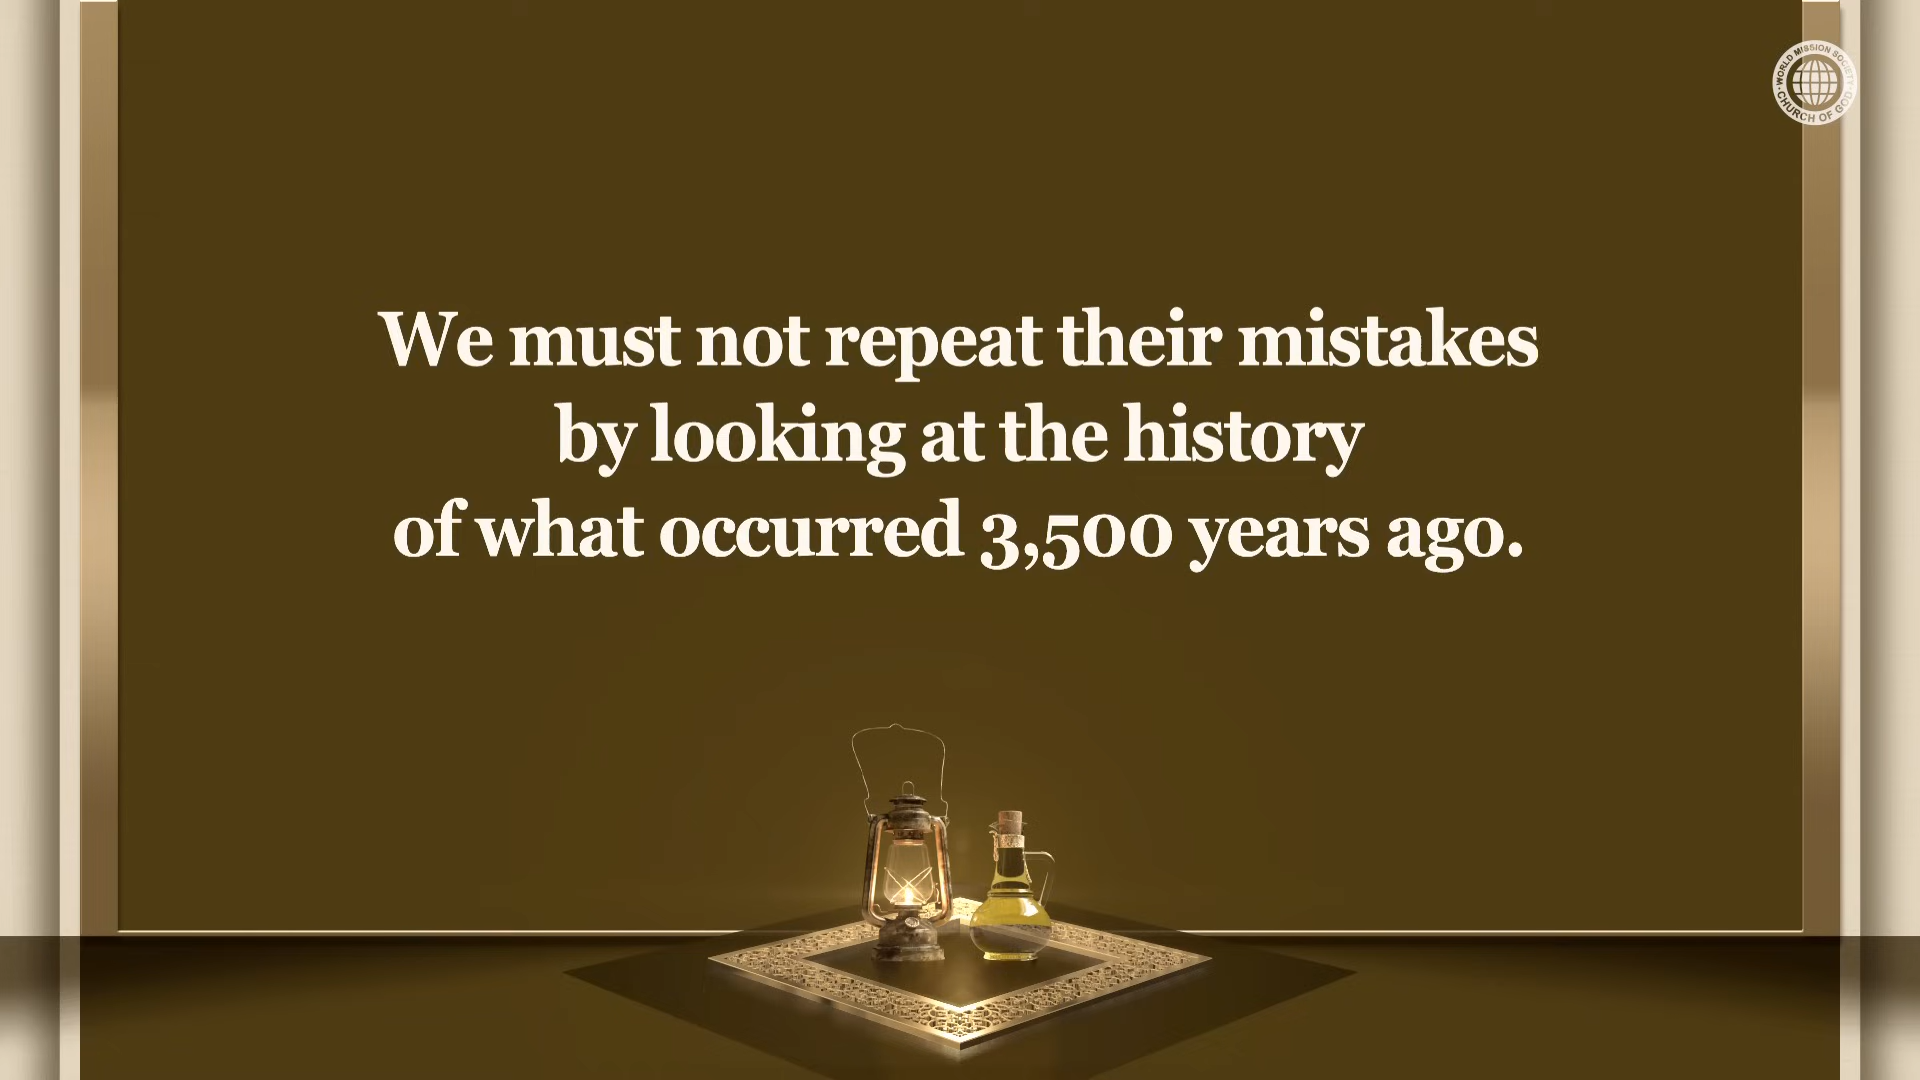 WORLD MISSION SOCIETY
CHURCH OF GOD
We must not repeat their mistakes
by looking at the history
of what occurred 3,500 years ago.